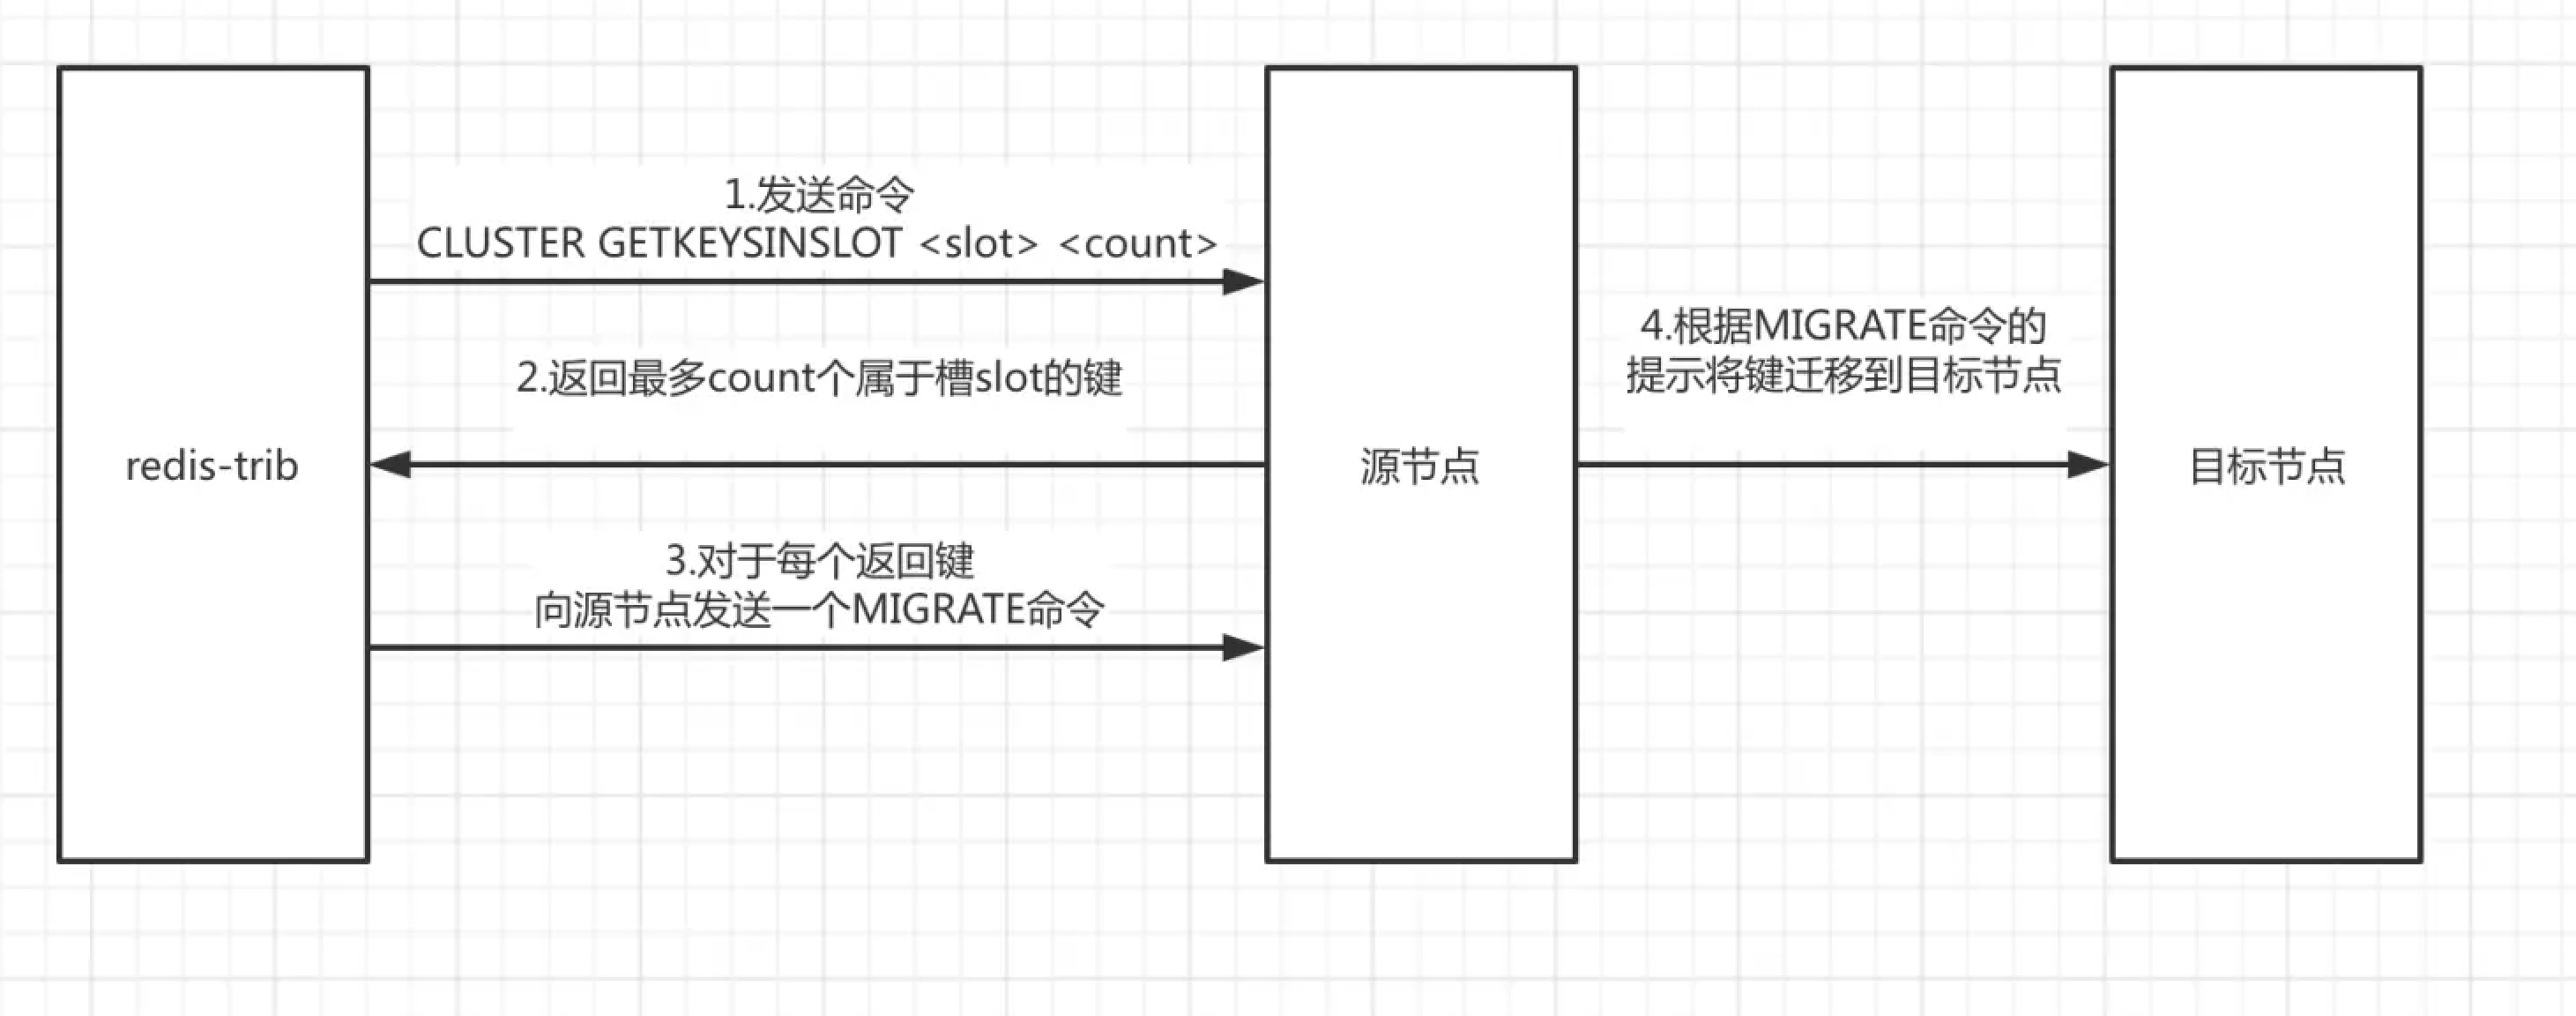 1.发送命令
CLUSTER GETKEYSINSLOT <slot> <count>
2.返回最多count个属于槽slot的键
redis-trib
3.对于每个返回键
向源节点发送一个MIGRATE命令
源节点
4.根据MIGRATE命令的
提示将键迁移到目标节点
目标节点